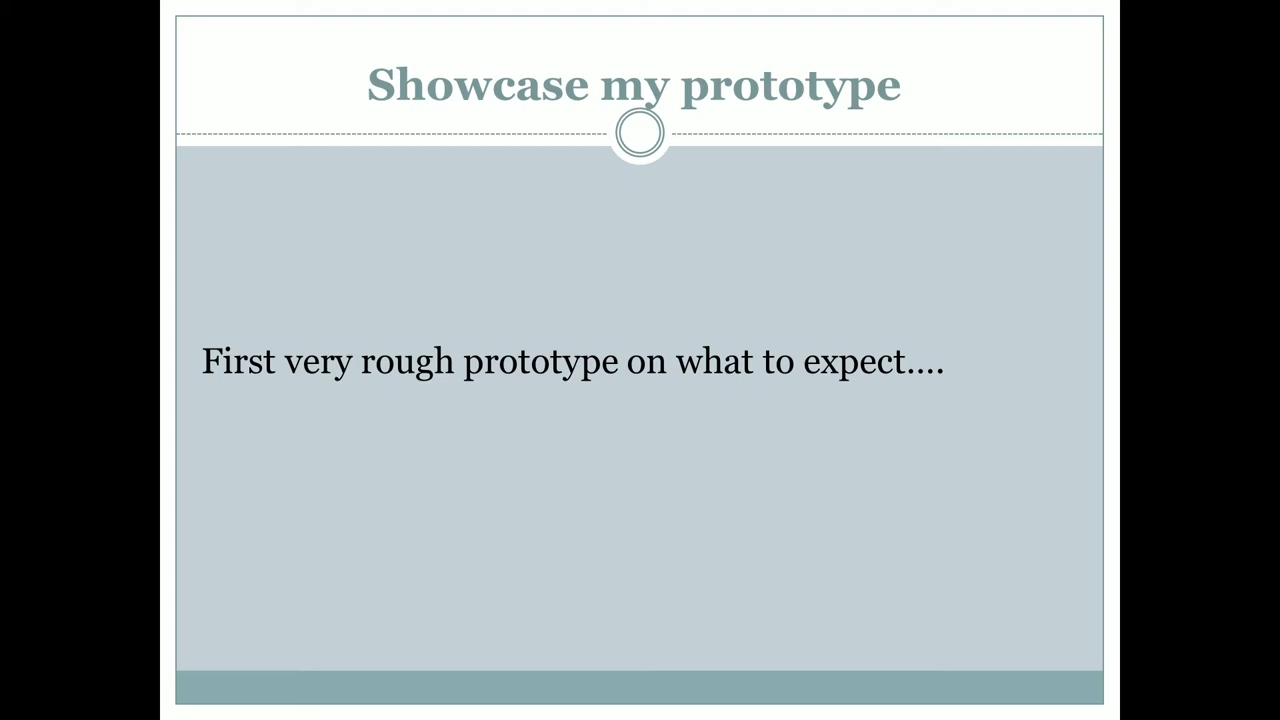 Showcase my prototype
First very rough prototype on what to expect....